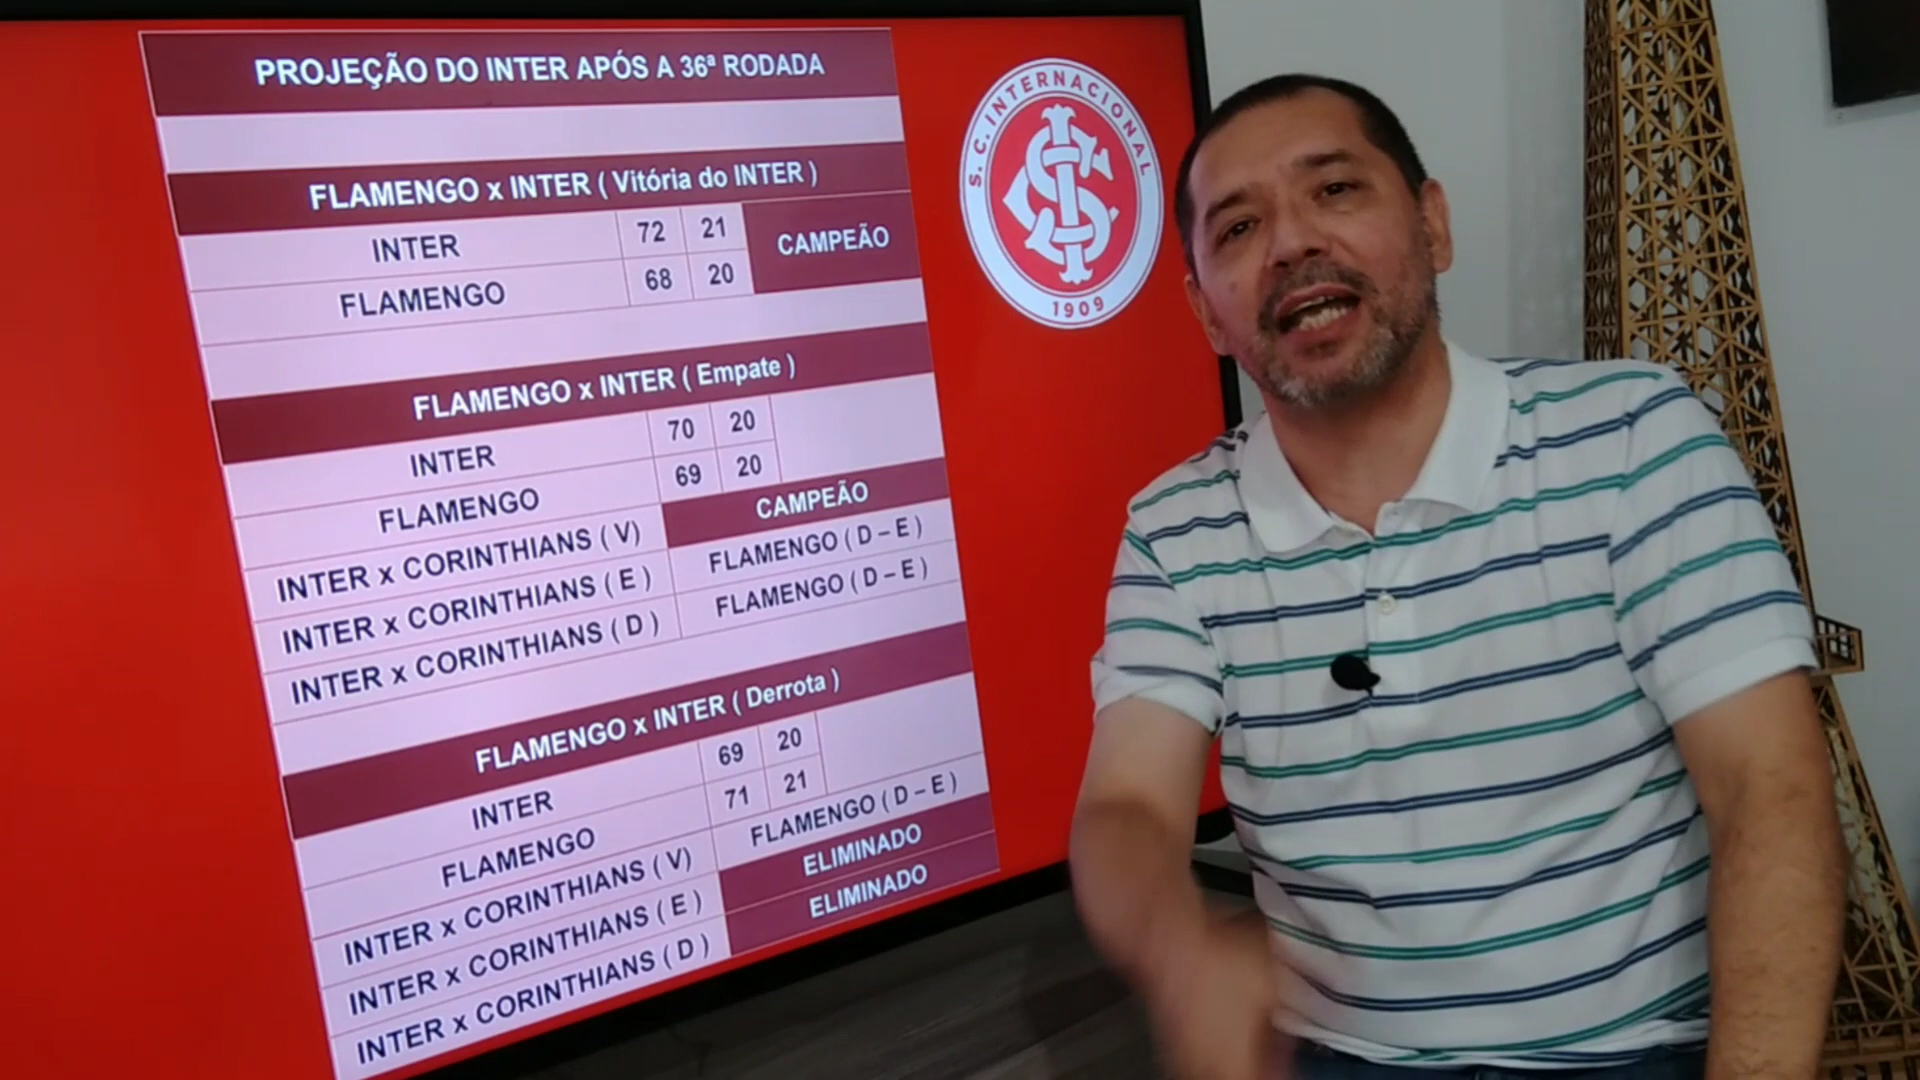 PROJEÇÃO DO INTER APÓS A 36ª RODADA
FLAMENGO x INTER ( Vitória do INTER )
INTER 72 21
CAMPEÃO
FLAMENGO 68 20
FLAMENGO x INTER ( Empate )
INTER 70 20
FLAMENGO 69 20
INTER x CORINTHIANS ( V ) CAMPEÃO
INTER x CORINTHIANS ( E ) FLAMENGO ( D – E )
INTER x CORINTHIANS ( D ) FLAMENGO ( D – E )
FLAMENGO x INTER ( Derrota )
INTER 69 20
FLAMENGO 71 21
INTER x CORINTHIANS ( V ) FLAMENGO ( D – E )
INTER x CORINTHIANS ( E ) ELIMINADO
INTER x CORINTHIANS ( D ) ELIMINADO
S. C. INTERNACIONAL
SCI
1909